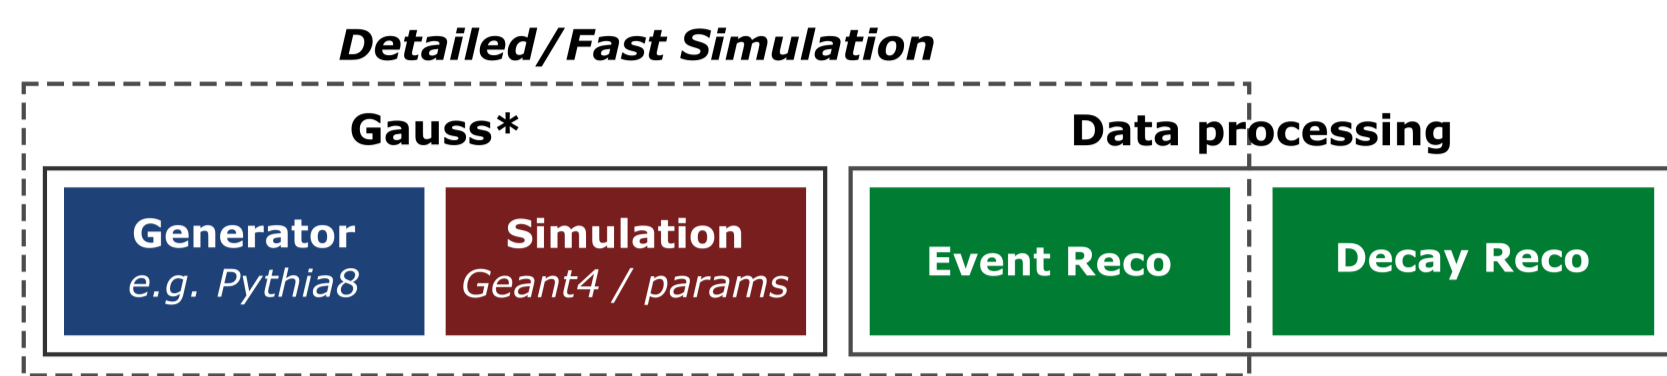 Detailed/Fast Simulation
Gauss*
Data processing
Generator
e.g. Pythia8
Simulation
Geant4 / params
Event Reco
Decay Reco